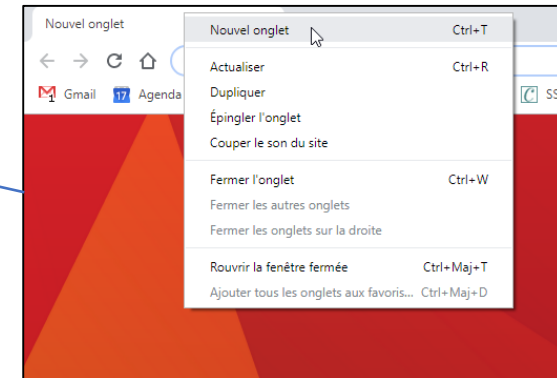 Nouvel onglet
Nouvel onglet Ctrl+T
Actualiser Ctrl+R
Dupliquer
Épingler l'onglet
Couper le son du site
Fermer l'onglet Ctrl+W
Fermer les autres onglets
Fermer les onglets sur la droite
Rouvrir la fenêtre fermée Ctrl+Maj+T
Ajouter tous les onglets aux favoris... Ctrl+Maj+D
1 Gmail 17 Agenda C SS